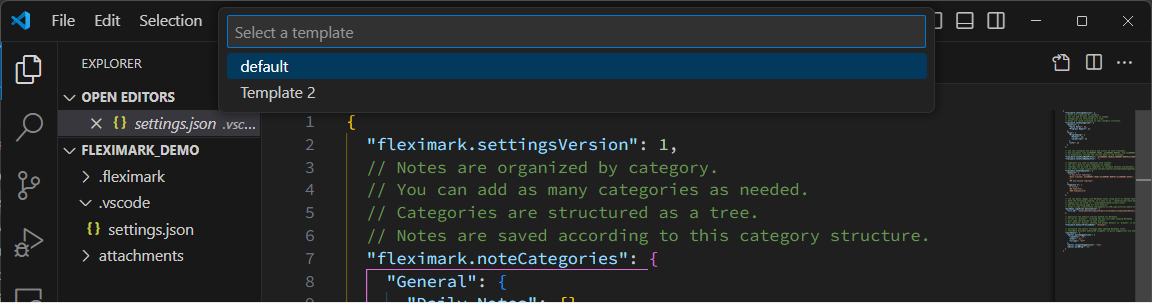 File Edit Selection
Select a template
default
Template 2
EXPLORER
OPEN EDITORS
settings.json .vsc...
FLEXIMARK_DEMO
.fleximark
.vscode
settings.json
attachments
1 {
2 "fleximark.settingsVersion": 1,
3 // Notes are organized by category.
4 // You can add as many categories as needed.
5 // Categories are structured as a tree.
6 // Notes are saved according to this category structure.
7 "fleximark.noteCategories": {
8 "General": {
9 "Daily Notes": []